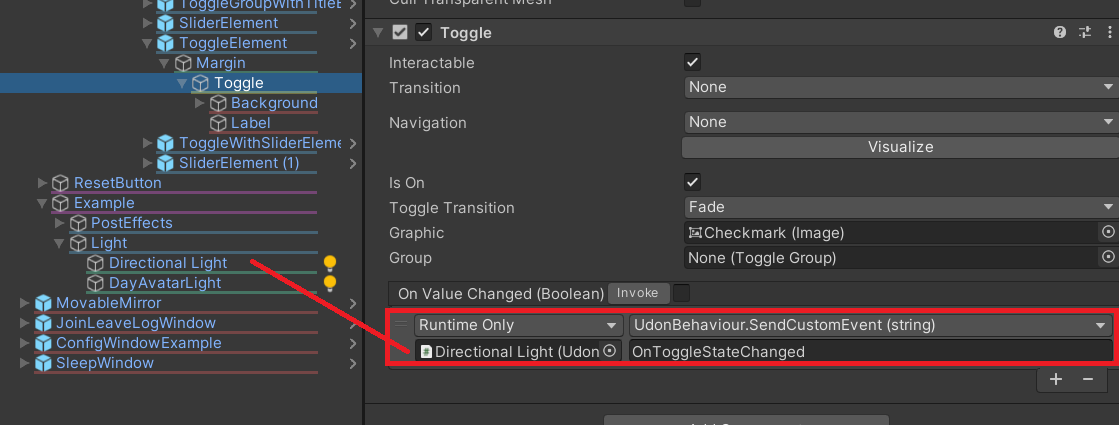 ToggleGroupWithTitleE
SliderElement
ToggleElement
Margin
Toggle
Background
Label
ToggleWithSliderEleme
SliderElement (1)
ResetButton
Example
PostEffects
Light
Directional Light
DayAvatarLight
MovableMirror
JoinLeaveLogWindow
ConfigWindowExample
SleepWindow
Cull Transparent Mesh
Toggle
Interactable
Transition None
Navigation None
Visualize
Is On
Toggle Transition Fade
Graphic Checkmark (Image)
Group None (Toggle Group)
On Value Changed (Boolean) Invoke
Runtime Only UdonBehaviour.SendCustomEvent (string)
Directional Light (Udon OnToggleStateChanged